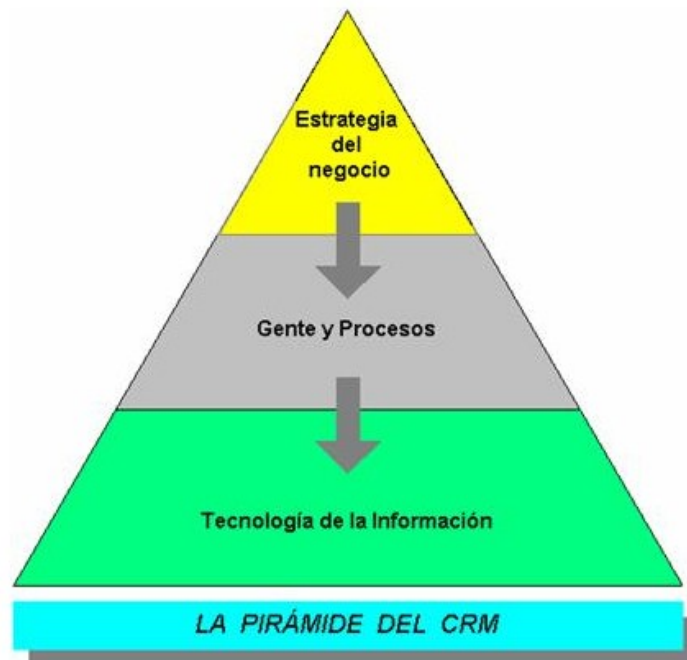 Estrategia
del
negocio
Gente y Procesos
Tecnología de la Información
LA PIRÁMIDE DEL CRM